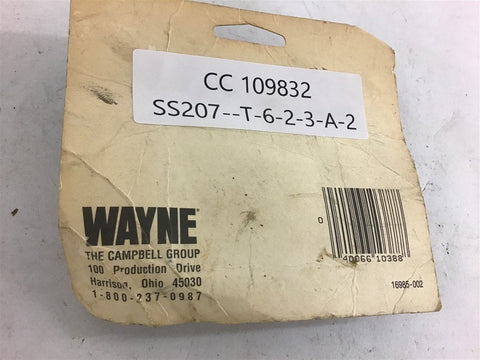 CC 109832
SS207--T-6-2-3-A-2
WAYNE®
THE CAMPBELL GROUP
100 Production Drive
Harrison, Ohio 45030
1-800-237-0987
0
40066 10388
16985-002